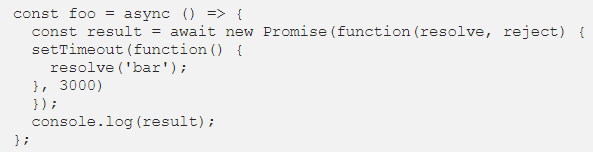 const foo = async () => {
  const result = await new Promise(function(resolve, reject) {
  setTimeout(function() {
    resolve('bar');
  }, 3000)
  });
  console.log(result);
};